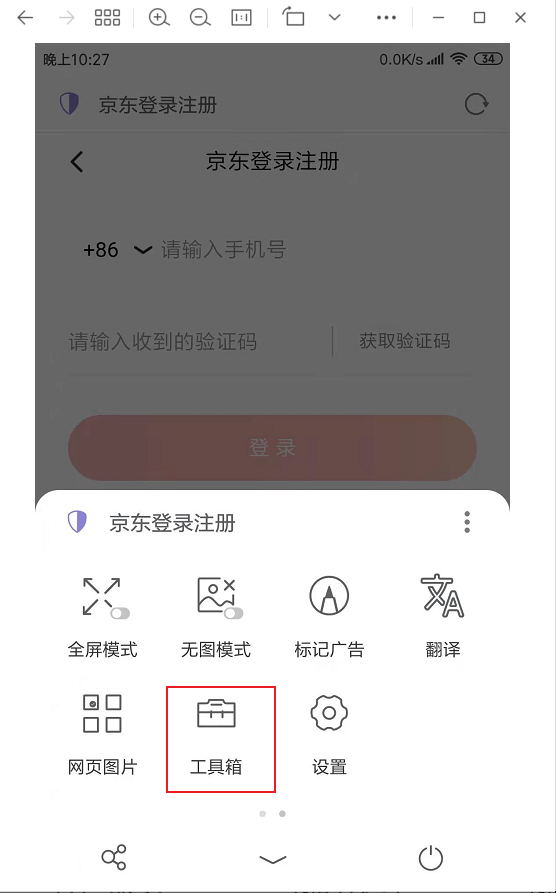 晚上10:27
0.0K/s
34
京东登录注册
京东登录注册
+86 请输入手机号
请输入收到的验证码 获取验证码
登录
京东登录注册
全屏模式 无图模式 标记广告 翻译
网页图片 工具箱 设置